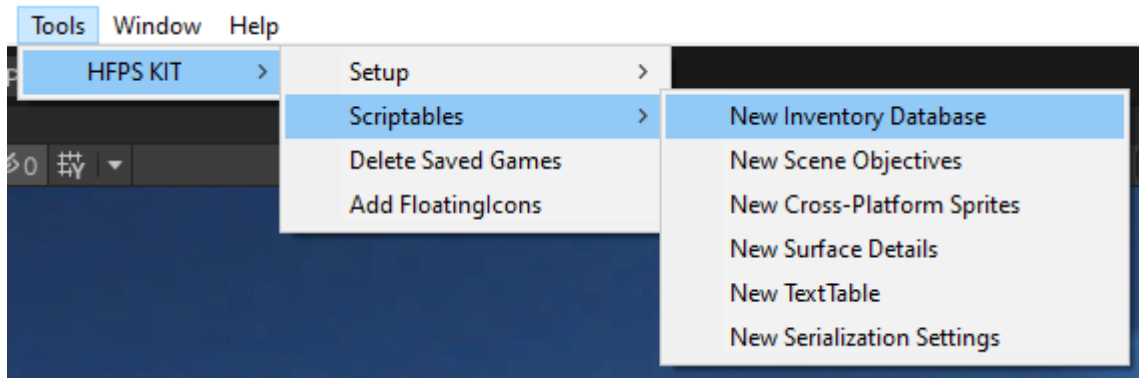 Tools Window Help
HFPS KIT
Setup
Scriptables
Delete Saved Games
Add FloatingIcons
New Inventory Database
New Scene Objectives
New Cross-Platform Sprites
New Surface Details
New TextTable
New Serialization Settings
0